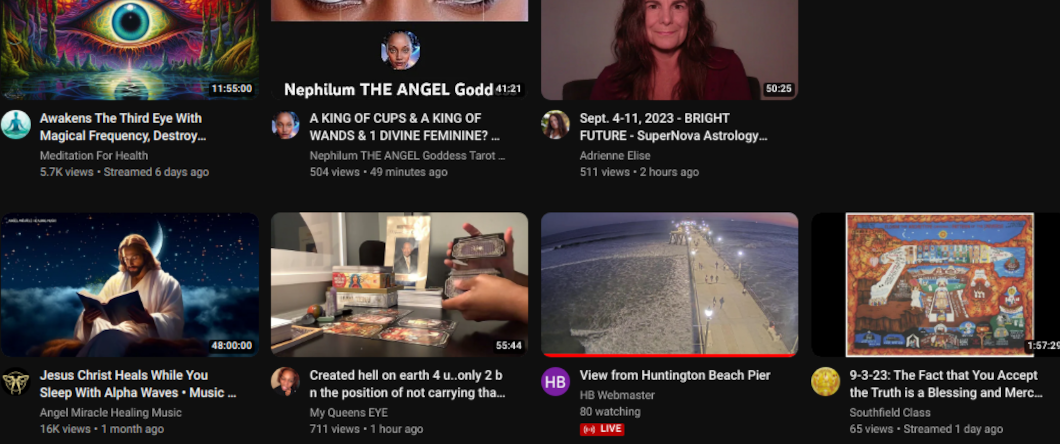 11:55:00
Nephilum THE ANGEL Godd
41:21
50:25
Awakens The Third Eye With
Magical Frequency, Destroy...
Meditation For Health
5.7K views • Streamed 6 days ago
A KING OF CUPS & A KING OF
WANDS & 1 DIVINE FEMININE? ...
Nephilum THE ANGEL Goddess Tarot ...
504 views • 49 minutes ago
Sept. 4-11, 2023 - BRIGHT
FUTURE - SuperNova Astrology...
Adrienne Elise
511 views • 2 hours ago
48:00:00
55:44
1:57:29
Jesus Christ Heals While You
Sleep With Alpha Waves • Music ...
Angel Miracle Healing Music
16K views • 1 month ago
Created hell on earth 4 u..only 2 b
n the position of not carrying tha...
My Queens EYE
711 views • 1 hour ago
HB
View from Huntington Beach Pier
HB Webmaster
80 watching
LIVE
9-3-23: The Fact that You Accept
the Truth is a Blessing and Merc...
Southfield Class
65 views • Streamed 1 day ago